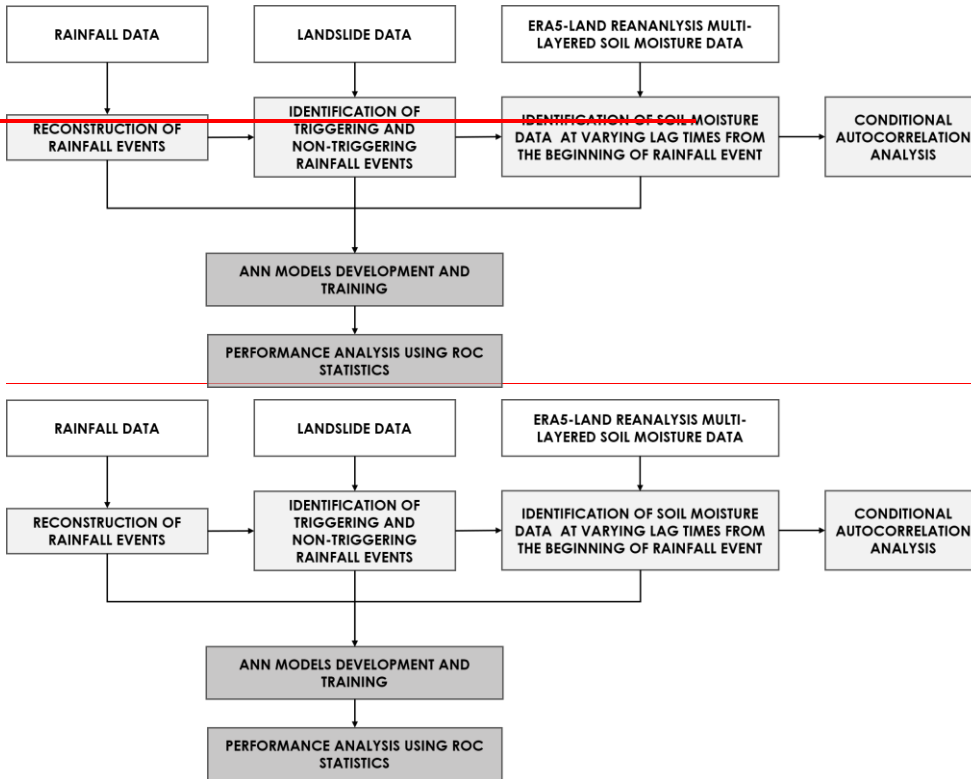 RAINFALL DATA
LANDSLIDE DATA
ERA5-LAND REANANLYSIS MULTI-
LAYERED SOIL MOISTURE DATA
RECONSTRUCTION OF
RAINFALL EVENTS
IDENTIFICATION OF
TRIGGERING AND
NON-TRIGGERING
RAINFALL EVENTS
IDENTIFICATION OF SOIL MOISTURE
DATA AT VARYING LAG TIMES FROM
THE BEGINNING OF RAINFALL EVENT
CONDITIONAL
AUTOCORRELATION
ANALYSIS
ANN MODELS DEVELOPMENT AND
TRAINING
PERFORMANCE ANALYSIS USING ROC
STATISTICS
RAINFALL DATA
LANDSLIDE DATA
ERA5-LAND REANALYSIS MULTI-
LAYERED SOIL MOISTURE DATA
RECONSTRUCTION OF
RAINFALL EVENTS
IDENTIFICATION OF
TRIGGERING AND
NON-TRIGGERING
RAINFALL EVENTS
IDENTIFICATION OF SOIL MOISTURE
DATA AT VARYING LAG TIMES FROM
THE BEGINNING OF RAINFALL EVENT
CONDITIONAL
AUTOCORRELATION
ANALYSIS
ANN MODELS DEVELOPMENT AND
TRAINING
PERFORMANCE ANALYSIS USING ROC
STATISTICS